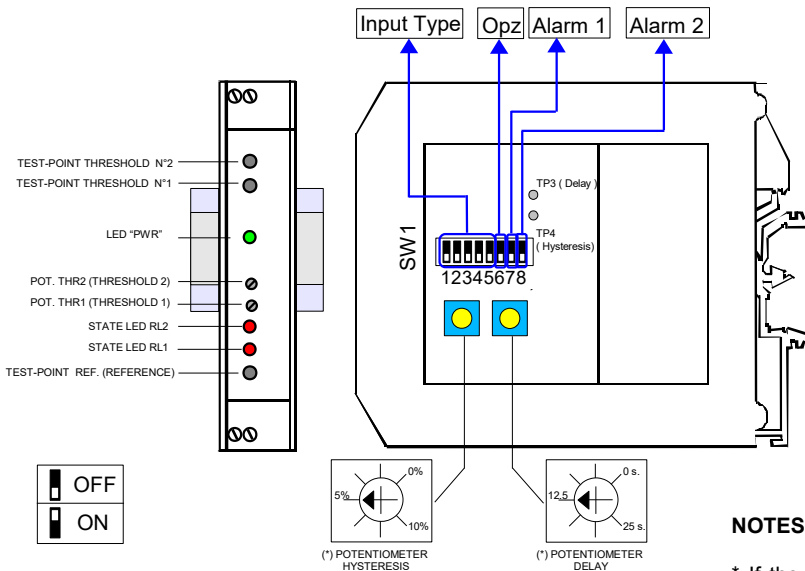 Input Type Opz Alarm 1 Alarm 2
TEST-POINT THRESHOLD N°2
TEST-POINT THRESHOLD N°1
LED "PWR"
POT. THR2 (THRESHOLD 2)
POT. THR1 (THRESHOLD 1)
STATE LED RL2
STATE LED RL1
TEST-POINT REF. (REFERENCE)
TP3 ( Delay )
TP4
( Hysteresis)
SW1
12345678
OFF
ON
0%
5%
10%
(*) POTENTIOMETER
HYSTERESIS
0 s.
12,5
25 s.
(*) POTENTIOMETER
DELAY
NOTES
* If the